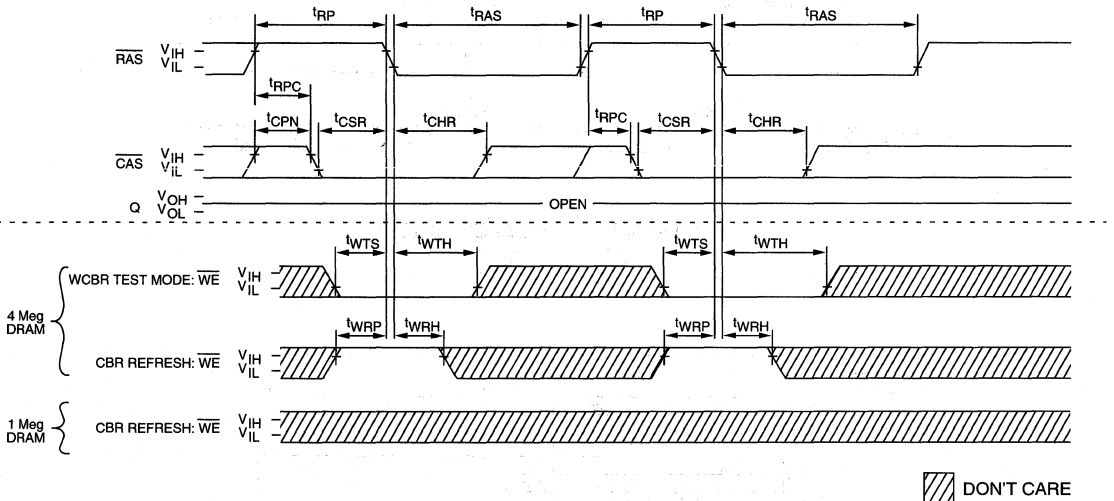 tRP tRAS tRP tRAS
RAS VIH
VIL
tRPC
tCPN tCSR tCHR tRPC tCSR tCHR
CAS VIH
VIL
Q VOH
VOL
OPEN
tWTS tWTH tWTS tWTH
WCBR TEST MODE: WE VIH
VIL
4 Meg
DRAM
tWRP tWRH tWRP tWRH
CBR REFRESH: WE VIH
VIL
1 Meg
DRAM
CBR REFRESH: WE VIH
VIL
DON'T CARE